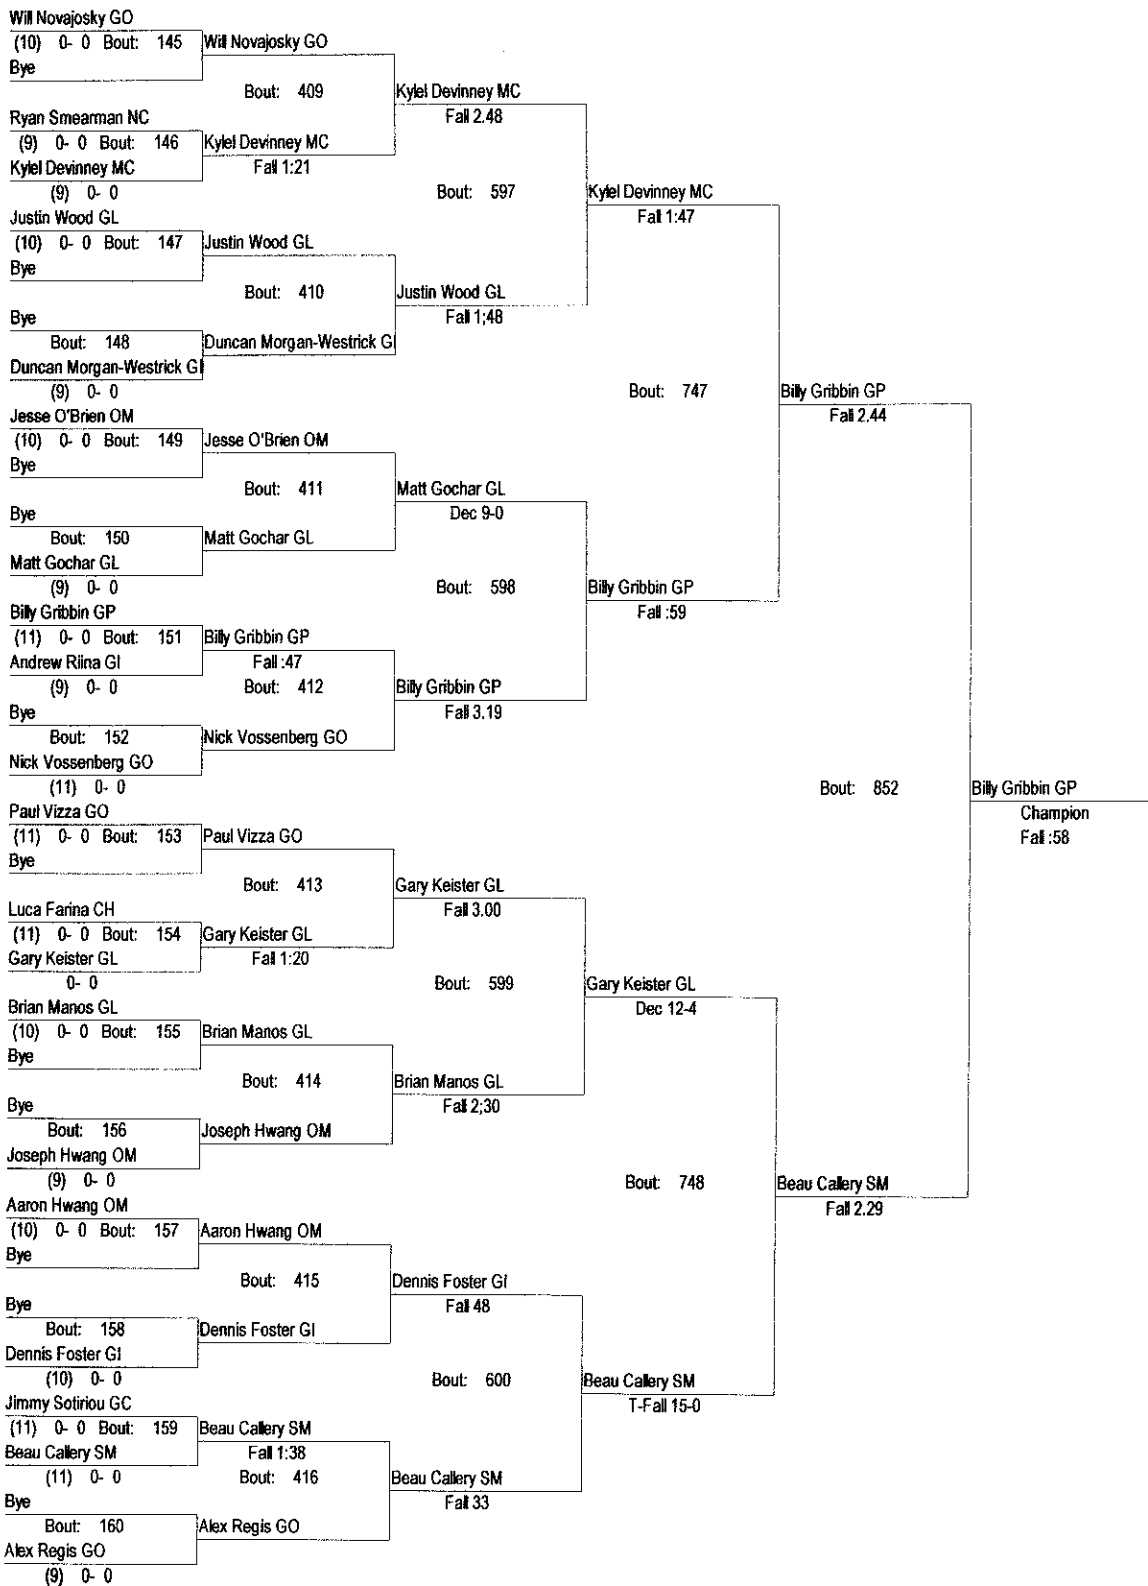 Will Novajosky GO
(10) 0- 0 Bout: 145 Will Novajosky GO
Bye
Bout: 409 Kylel Devinney MC
Fall 2.48
Ryan Smearman NC
(9) 0- 0 Bout: 146 Kylel Devinney MC
Kylel Devinney MC Fall 1:21
(9) 0- 0 Bout: 597 Kylel Devinney MC
Fall 1:47
Justin Wood GL
(10) 0- 0 Bout: 147 Justin Wood GL
Bye
Bout: 410 Justin Wood GL
Fall 1;48
Bye
Bout: 148 Duncan Morgan-Westrick GI
Duncan Morgan-Westrick GI
(9) 0- 0 Bout: 747 Billy Gribbin GP
Fall 2.44
Jesse O'Brien OM
(10) 0- 0 Bout: 149 Jesse O'Brien OM
Bye
Bout: 411 Matt Gochar GL
Dec 9-0
Bye
Bout: 150 Matt Gochar GL
Matt Gochar GL
(9) 0- 0 Bout: 598 Billy Gribbin GP
Fall :59
Billy Gribbin GP
(11) 0- 0 Bout: 151 Billy Gribbin GP
Andrew Riina GI Fall :47
(9) 0- 0 Bout: 412 Billy Gribbin GP
Fall 3.19
Bye
Bout: 152 Nick Vossenberg GO
Nick Vossenberg GO
(11) 0- 0 Bout: 852 Billy Gribbin GP
Champion
Fall :58
Paul Vizza GO
(11) 0- 0 Bout: 153 Paul Vizza GO
Bye
Bout: 413 Gary Keister GL
Fall 3.00
Luca Farina CH
(11) 0- 0 Bout: 154 Gary Keister GL
Gary Keister GL Fall 1:20
0- 0 Bout: 599 Gary Keister GL
Dec 12-4
Brian Manos GL
(10) 0- 0 Bout: 155 Brian Manos GL
Bye
Bout: 414 Brian Manos GL
Fall 2;30
Bye
Bout: 156 Joseph Hwang OM
Joseph Hwang OM
(9) 0- 0 Bout: 748 Beau Callery SM
Fall 2.29
Aaron Hwang OM
(10) 0- 0 Bout: 157 Aaron Hwang OM
Bye
Bout: 415 Dennis Foster GI
Fall 48
Bye
Bout: 158 Dennis Foster GI
Dennis Foster GI
(10) 0- 0 Bout: 600 Beau Callery SM
T-Fall 15-0
Jimmy Sotiriou GC
(11) 0- 0 Bout: 159 Beau Callery SM
Beau Callery SM Fall 1:38
(11) 0- 0 Bout: 416 Beau Callery SM
Fall 33
Bye
Bout: 160 Alex Regis GO
Alex Regis GO
(9) 0- 0